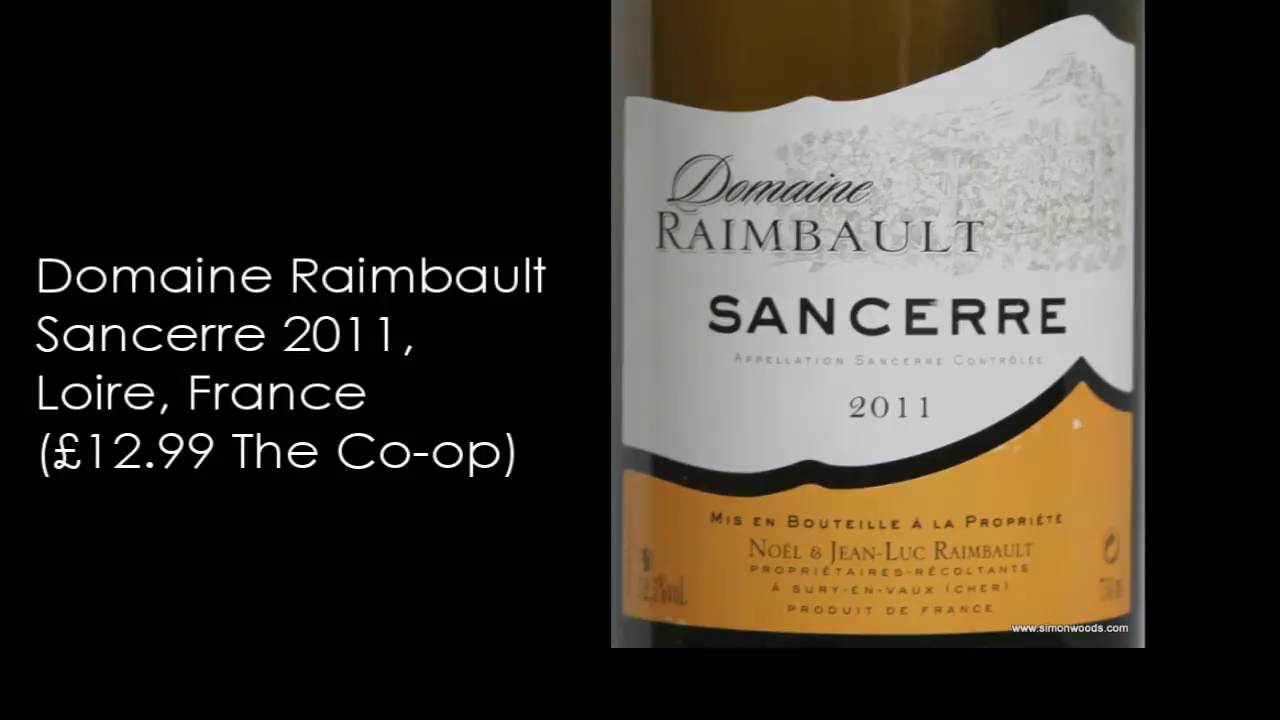 Domaine Raimbault
Sancerre 2011,
Loire, France
(£12.99 The Co-op)
Domaine
RAIMBAULT
SANCERRE
APPELLATION SANCERRE CONTRÔLÉE
2011
MIS EN BOUTEILLE À LA PROPRIÉTÉ
NOËL & JEAN-LUC RAIMBAULT
PROPRIÉTAIRES-RÉCOLTANTS
À SURY-EN-VAUX (CHER)
PRODUIT DE FRANCE
www.simonwoods.com